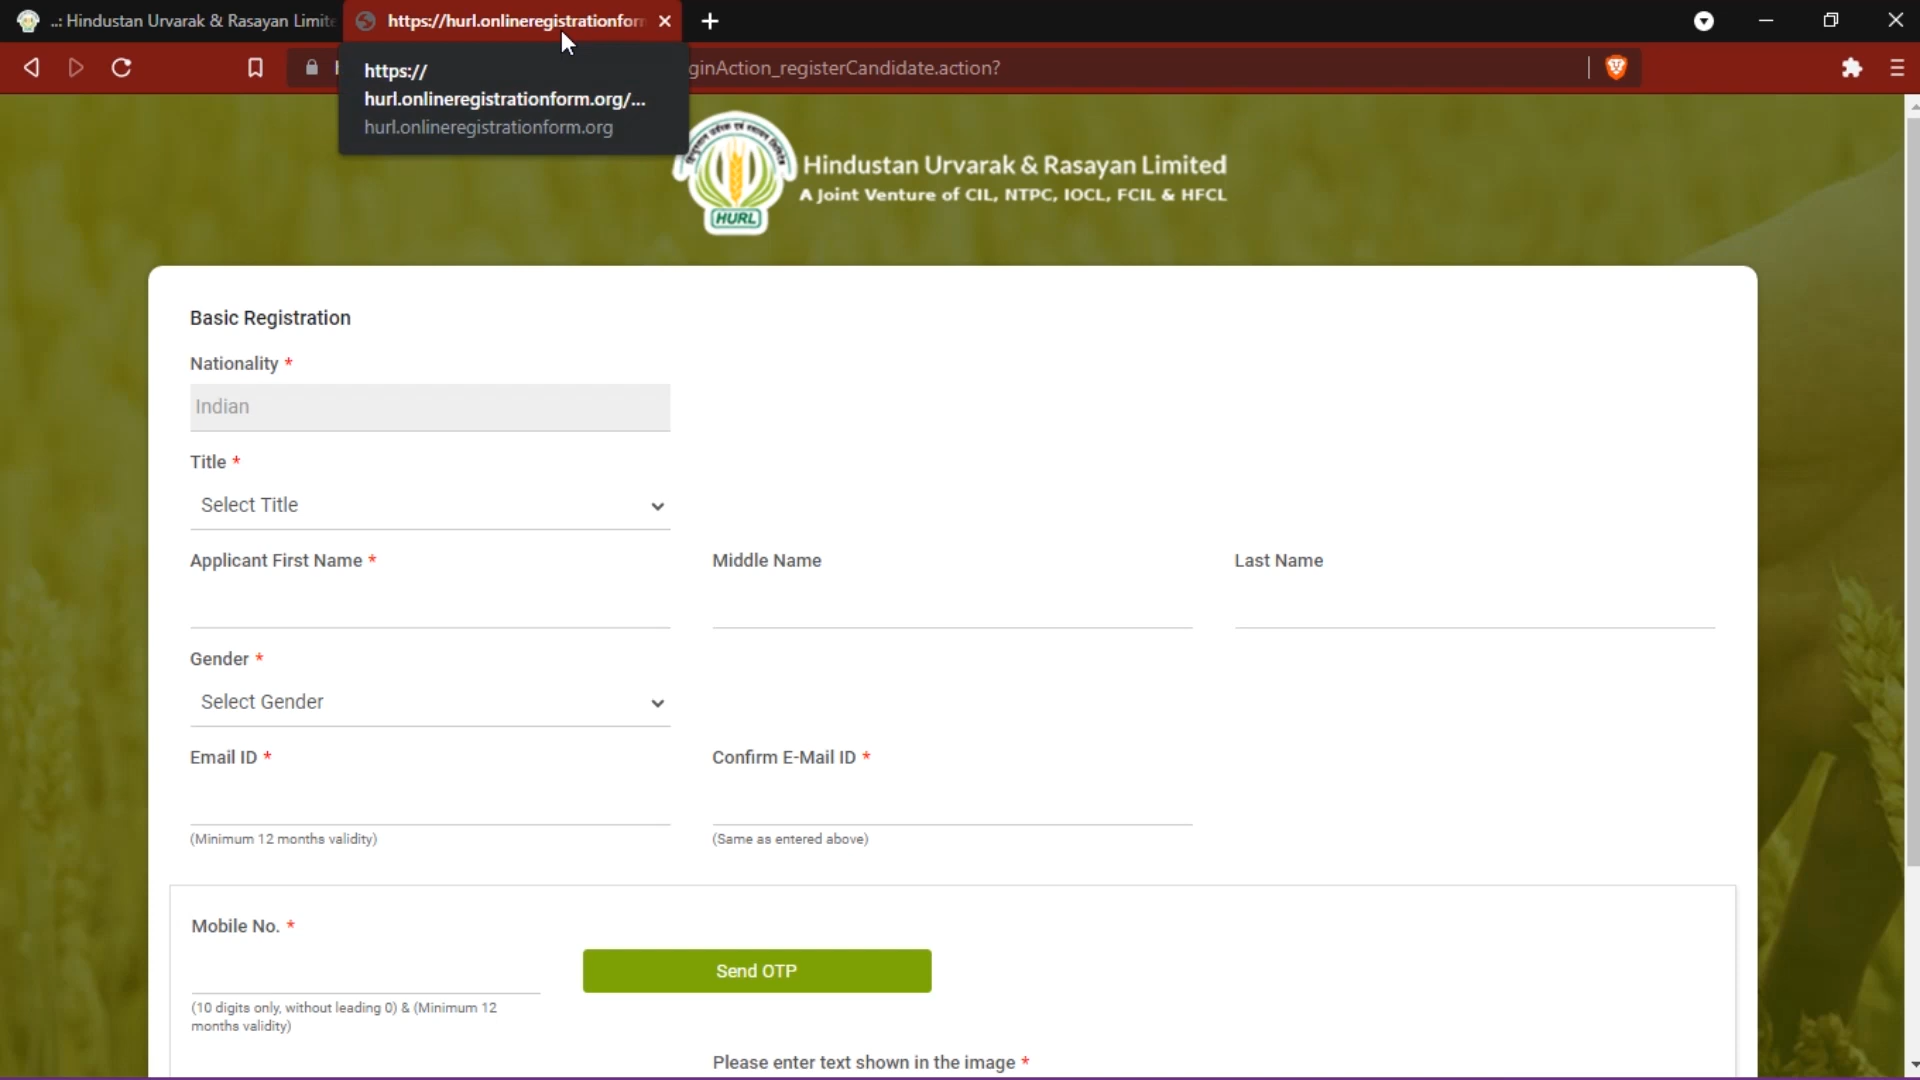 ..: Hindustan Urvarak & Rasayan Limite
https://hurl.onlineregistrationform
https://
hurl.onlineregistrationform.org/...
hurl.onlineregistrationform.org
ginAction_registerCandidate.action?
HURL
Hindustan Urvarak & Rasayan Limited
A Joint Venture of CIL, NTPC, IOCL, FCIL & HFCL
Basic Registration
Nationality *
Indian
Title *
Select Title
Applicant First Name *
Middle Name
Last Name
Gender *
Select Gender
Email ID *
Confirm E-Mail ID *
(Minimum 12 months validity)
(Same as entered above)
Mobile No. *
Send OTP
(10 digits only, without leading 0) & (Minimum 12
months validity)
Please enter text shown in the image *